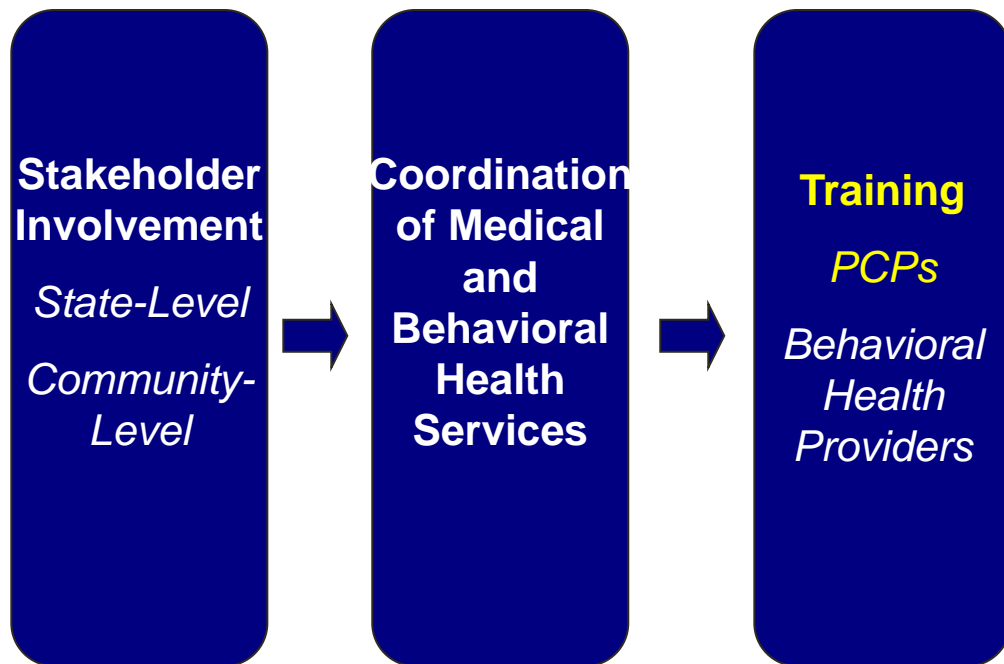 Stakeholder
Involvement
State-Level
Community-
Level
Coordination
of Medical
and
Behavioral
Health
Services
Training
PCPs
Behavioral
Health
Providers